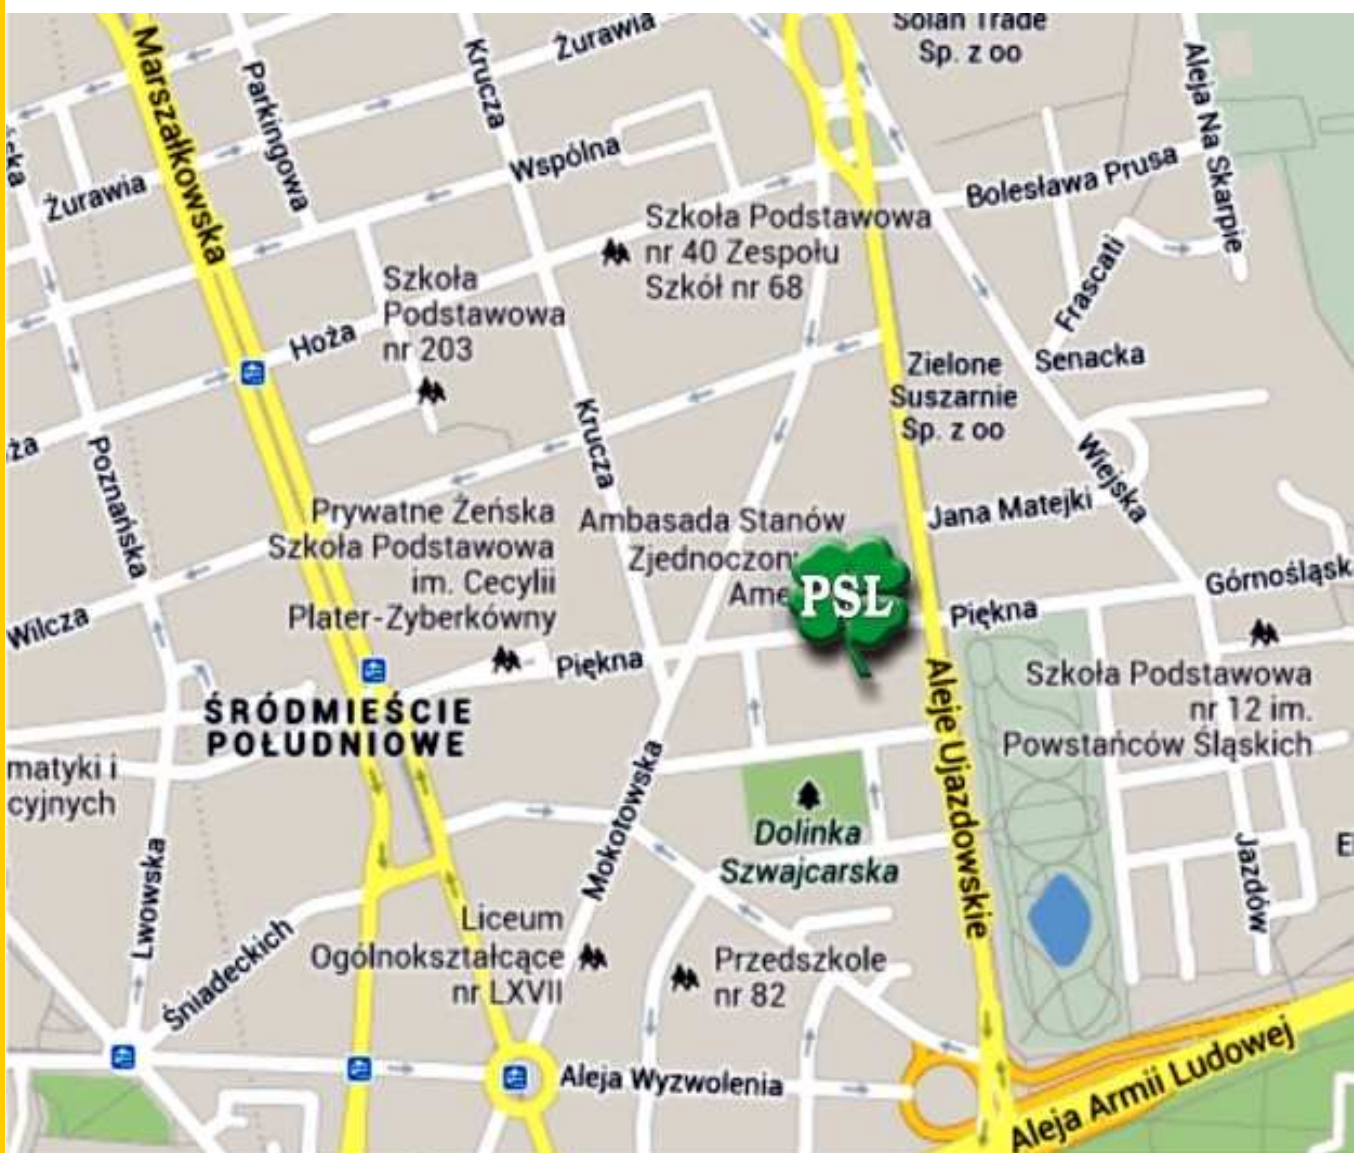 Marszałkowska
Parkingowa
Krucza
Żurawia
Solan Trade
Sp. z oo
Aleja Na Skarpie
Wspólna
Żurawia
Bolesława Prusa
Szkoła Podstawowa
nr 40 Zespołu
Szkół nr 68
Szkoła
Podstawowa
nr 203
Frascati
Hoża
Senacka
Zielone
Suszarnie
Sp. z oo
ża
Poznańska
Krucza
Wiejska
Jana Matejki
Prywatne Żeńska
Szkoła Podstawowa
im. Cecylii
Plater-Zyberkówny
Ambasada Stanów
Zjednoczony
Ame
PSL
Górnośląsk
Wilcza
Piękna
Piękna
Szkoła Podstawowa
nr 12 im.
Powstańców Śląskich
ŚRÓDMIEŚCIE
POŁUDNIOWE
Aleje Ujazdowskie
matyki i
cyjnych
Mokotowska
Dolinka
Szwajcarska
Lwowska
Jazdów
Śniadeckich
Liceum
Ogólnokształcące
nr LXVII
Przedszkole
nr 82
Aleja Wyzwolenia
Aleja Armii Ludowej